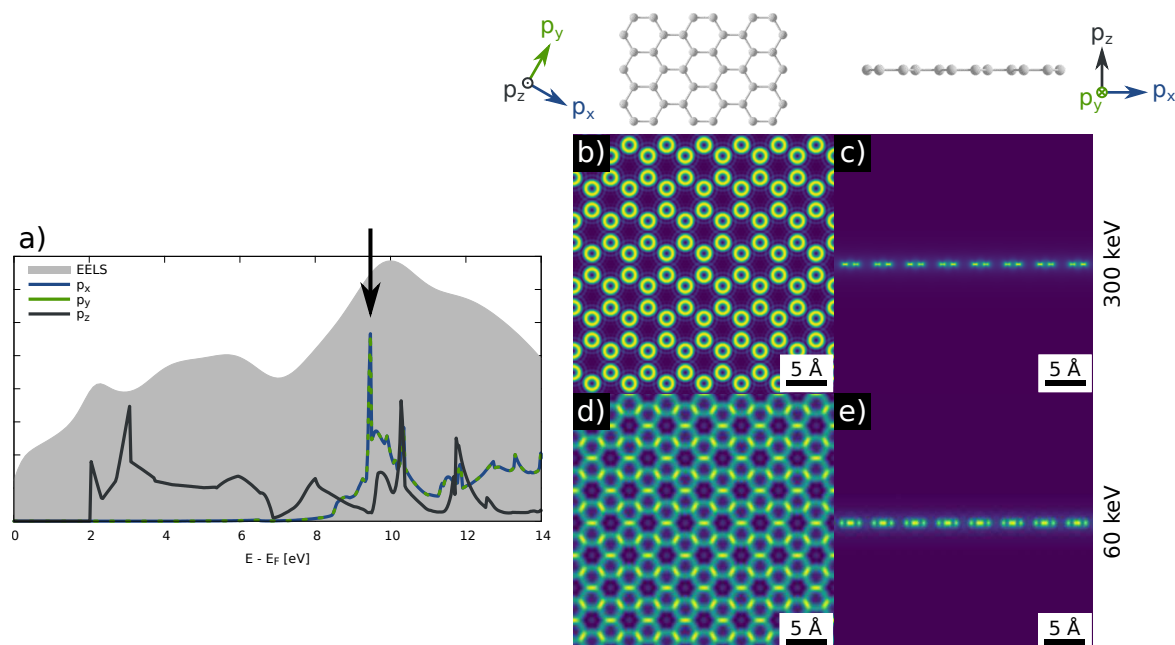 p_y
p_z
p_x
p_z
p_y
p_x
b)
c)
300 keV
5 Å
5 Å
a)
EELS
p_x
p_y
p_z
0
2
4
6
8
10
12
14
E - E_F [eV]
d)
e)
60 keV
5 Å
5 Å